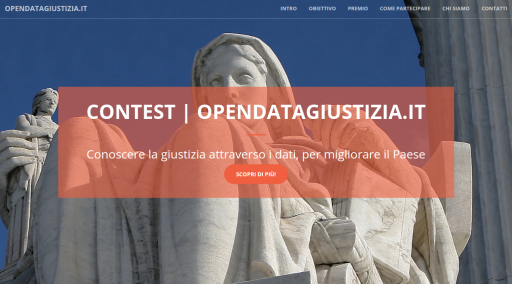 OPENDATAGIUSTIZIA.IT
INTRO OBIETTIVO PREMIO COME PARTECIPARE CHI SIAMO CONTATTI
CONTEST | OPENDATAGIUSTIZIA.IT
Conoscere la giustizia attraverso i dati, per migliorare il Paese
SCOPRI DI PIÙ!